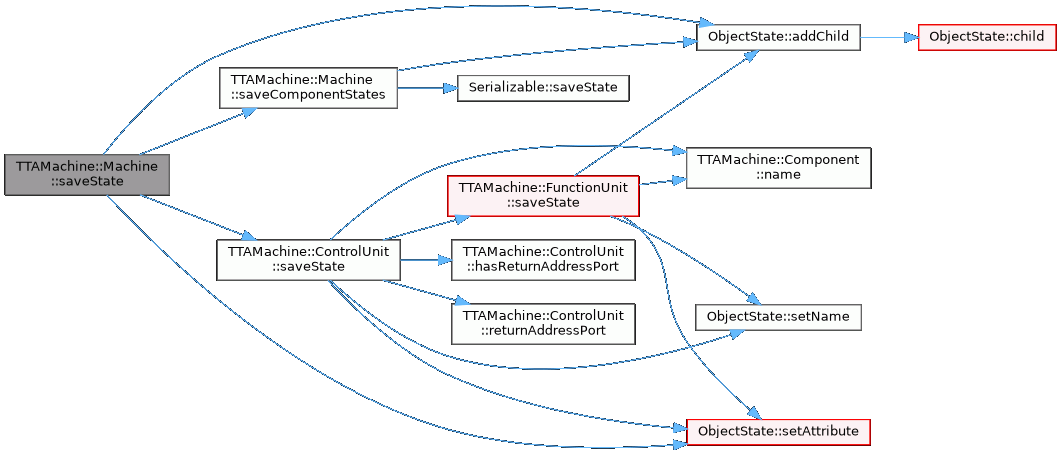 TTAMachine::Machine
::saveState
TTAMachine::Machine
::saveComponentStates
TTAMachine::ControlUnit
::saveState
Serializable::saveState
TTAMachine::FunctionUnit
::saveState
TTAMachine::ControlUnit
::hasReturnAddressPort
TTAMachine::ControlUnit
::returnAddressPort
ObjectState::addChild
TTAMachine::Component
::name
ObjectState::setName
ObjectState::setAttribute
ObjectState::child